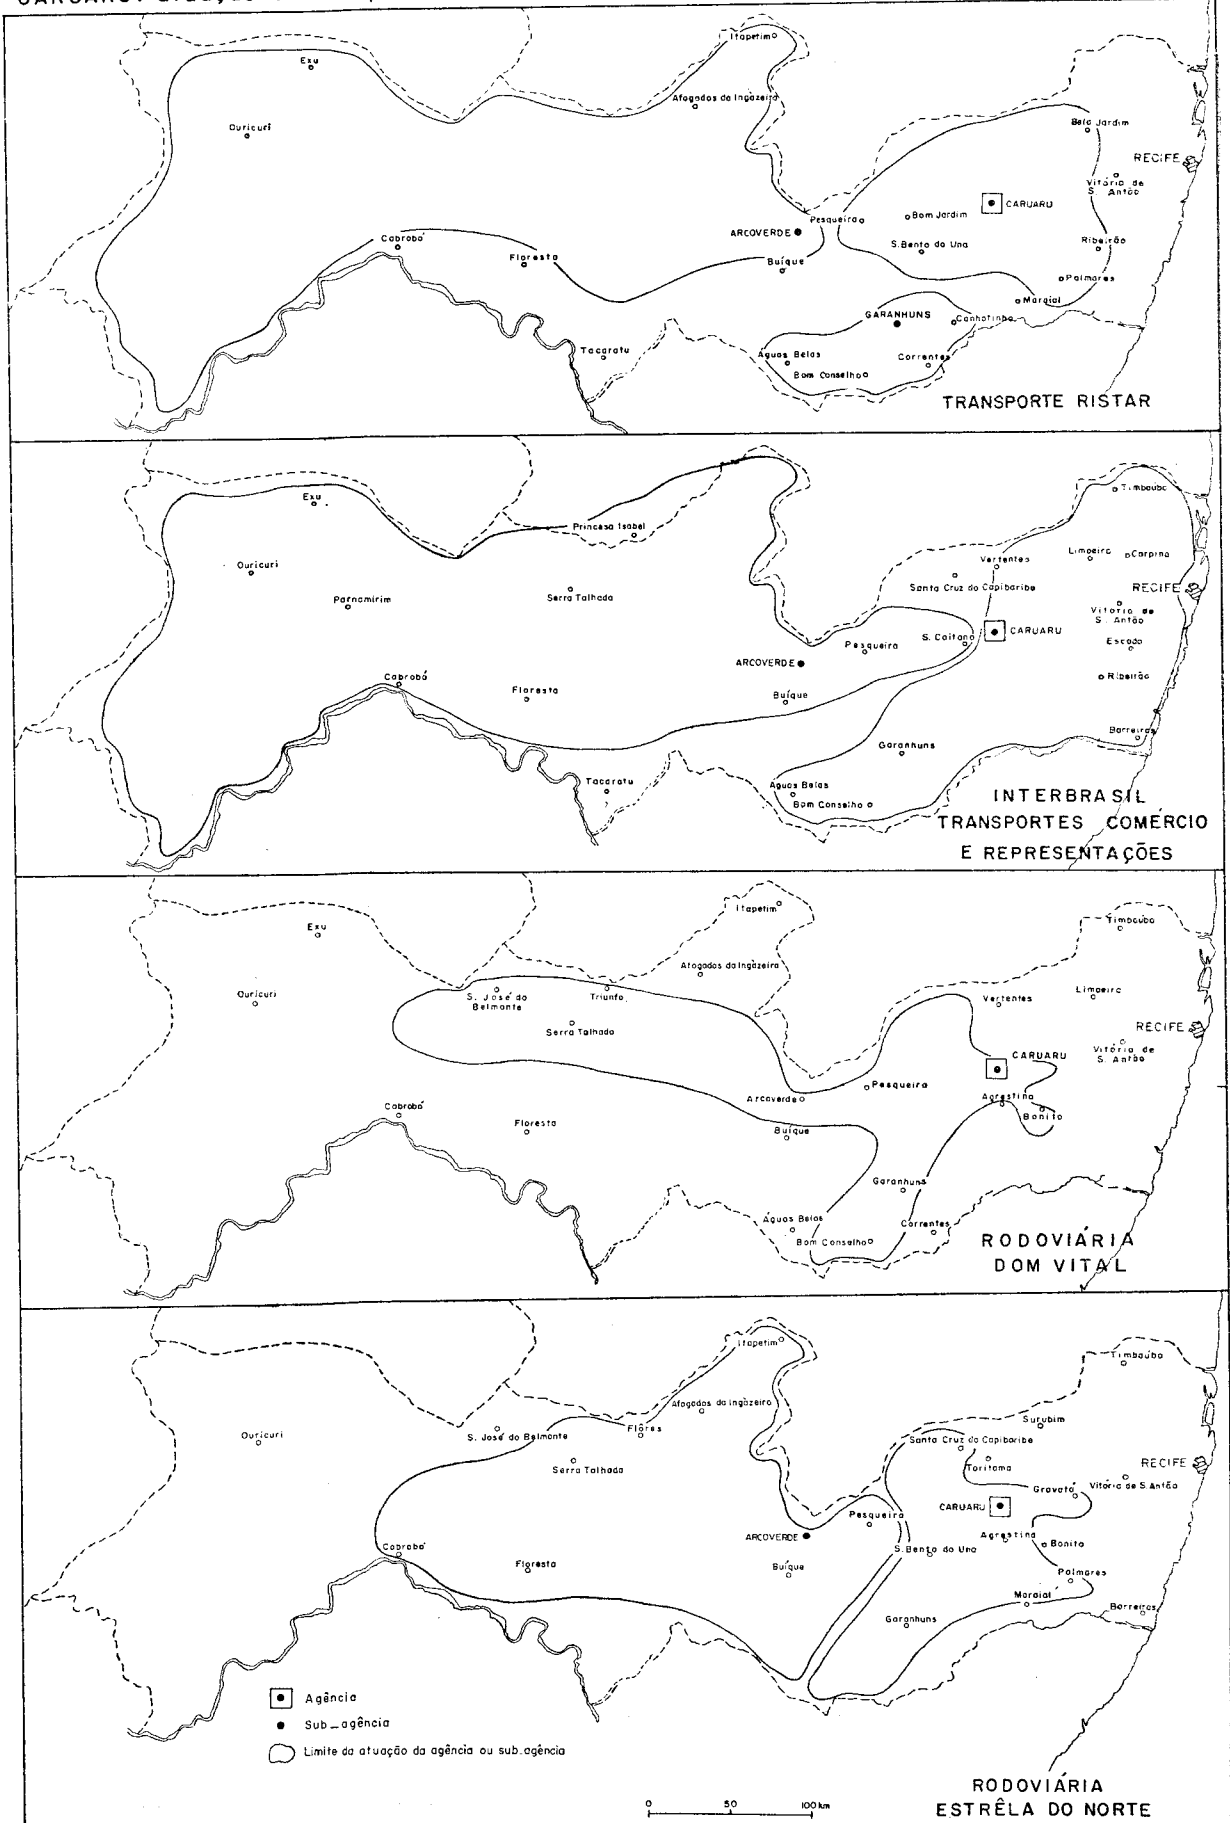 CARUARU:
Itapetim
Exu
Afogados da Ingàzeira
Ouricuri
Belo Jardim
RECIFE
Vitória de
S. Antão
CARUARU
Pesqueira
Bom Jardim
ARCOVERDE
Cabrobó
S. Bento do Una
Ribeirão
Floresta
Buíque
Palmares
Maraial
GARANHUNS
Canhotinho
Tacaratu
Águas Belas
Correntes
Bom Conselho
TRANSPORTE RISTAR
Timbaúba
Exu
Princesa Isabel
Limoeiro
Carpina
Vertentes
Ouricuri
Santa Cruz do Capibaribe
RECIFE
Serra Talhada
Parnamirim
Vitória de
S. Antão
CARUARU
S. Caitano
Escada
Pesqueira
ARCOVERDE
Cabrobó
Ribeirão
Floresta
Buíque
Barreiros
Garanhuns
Tacaratu
Águas Belas
Bom Conselho
INTERBRASIL
TRANSPORTES COMÉRCIO
E REPRESENTAÇÕES
Itapetim
Timbaúba
Exu
Afogados da Ingàzeira
Ouricuri
S. José do
Belmonte
Triunfo
Vertentes
Limoeiro
Serra Talhada
RECIFE
Vitória de
S. Antão
CARUARU
Pesqueira
Arcoverde
Agrestina
Cabrobó
Bonito
Floresta
Buíque
Garanhuns
Águas Belas
Correntes
Bom Conselho
RODOVIÁRIA
DOM VITAL
Itapetim
Timbaúba
Afogados da Ingàzeira
Surubim
Flôres
Ouricuri
S. José do Belmonte
Santa Cruz do Capibaribe
Serra Talhada
Toritama
RECIFE
Gravatá
Vitória de S. Antão
CARUARU
Pesqueira
ARCOVERDE
Agrestina
Bonito
Cabrobó
S. Bento do Una
Floresta
Buíque
Palmares
Maraial
Barreiros
Garanhuns
Agência
Sub_agência
Limite da atuação da agência ou sub.agência
0 50 100 km
RODOVIÁRIA
ESTRÊLA DO NORTE